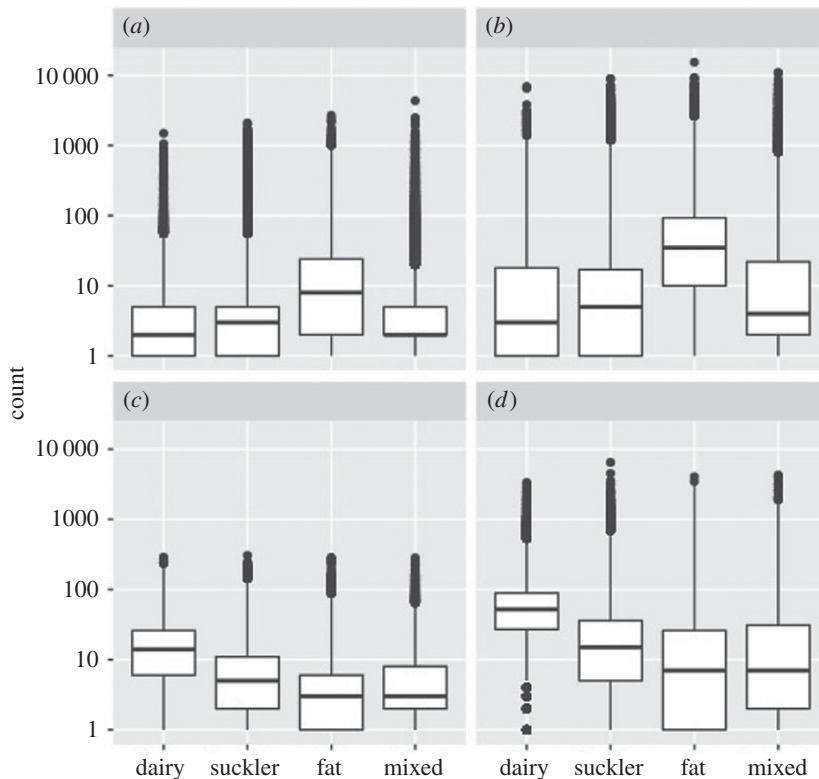 (a) (b)
10 000
1000
100
10
1
count
(c) (d)
10 000
1000
100
10
1
dairy suckler fat mixed dairy suckler fat mixed